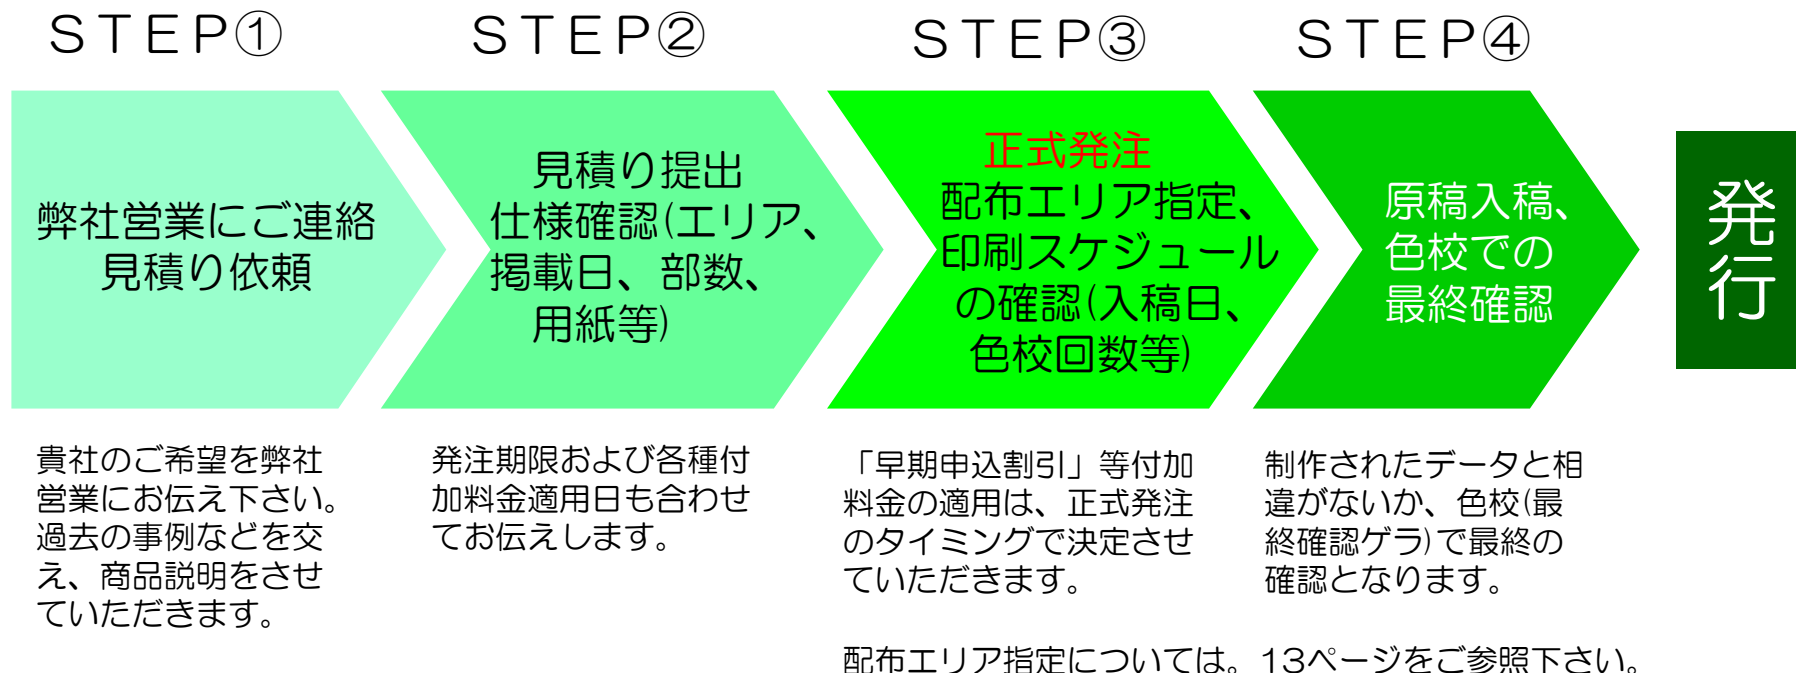 STEP①
弊社営業にご連絡
見積り依頼
貴社のご希望を弊社
営業にお伝え下さい。
過去の事例などを交
え、商品説明をさせ
ていただきます。
STEP②
見積り提出
仕様確認(エリア、
掲載日、部数、
用紙等)
発注期限および各種付
加料金適用日も合わせ
てお伝えします。
STEP③
正式発注
配布エリア指定、
印刷スケジュール
の確認(入稿日、
色校回数等)
「早期申込割引」等付加
料金の適用は、正式発注
のタイミングで決定させ
ていただきます。
STEP④
原稿入稿、
色校での
最終確認
制作されたデータと相
違がないか、色校(最
終確認ゲラ)で最終の
確認となります。
発行
配布エリア指定については。13ページをご参照下さい。